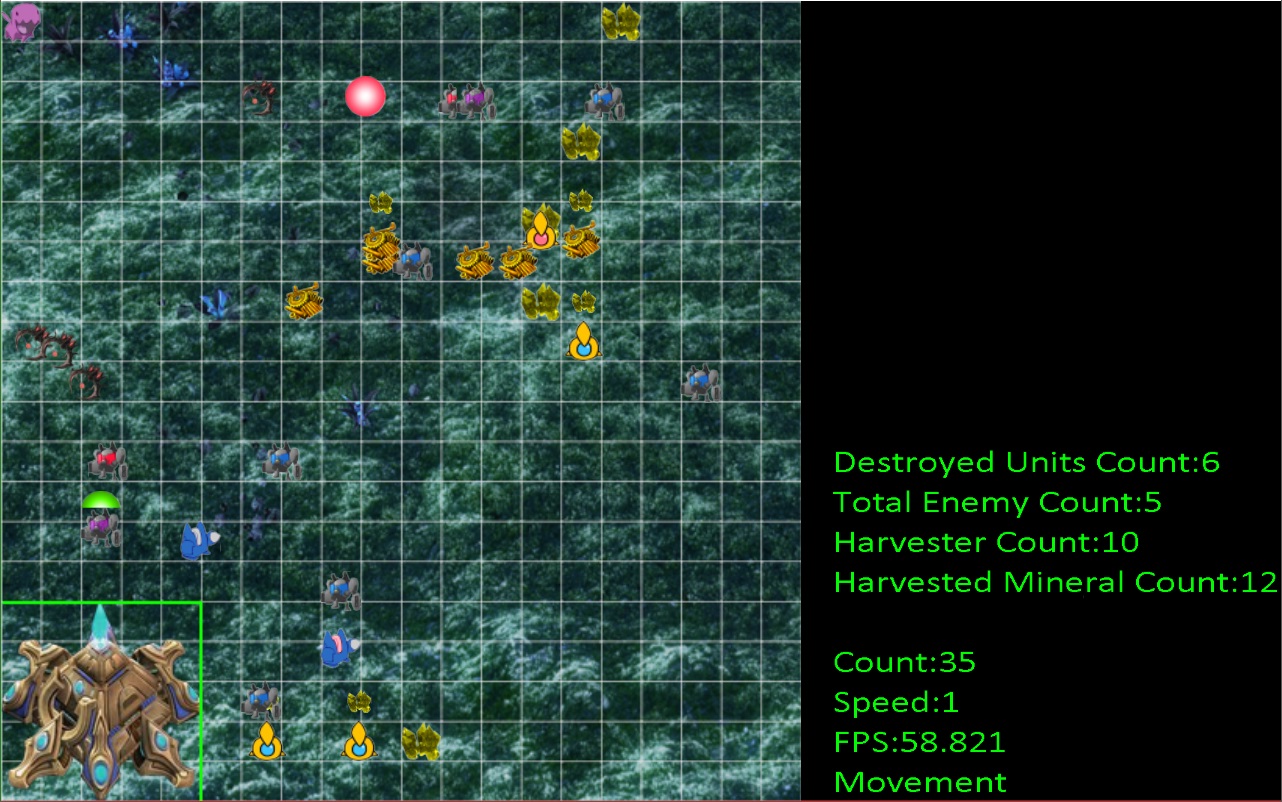 Destroyed Units Count:6
Total Enemy Count:5
Harvester Count:10
Harvested Mineral Count:12
Count:35
Speed:1
FPS:58.821
Movement